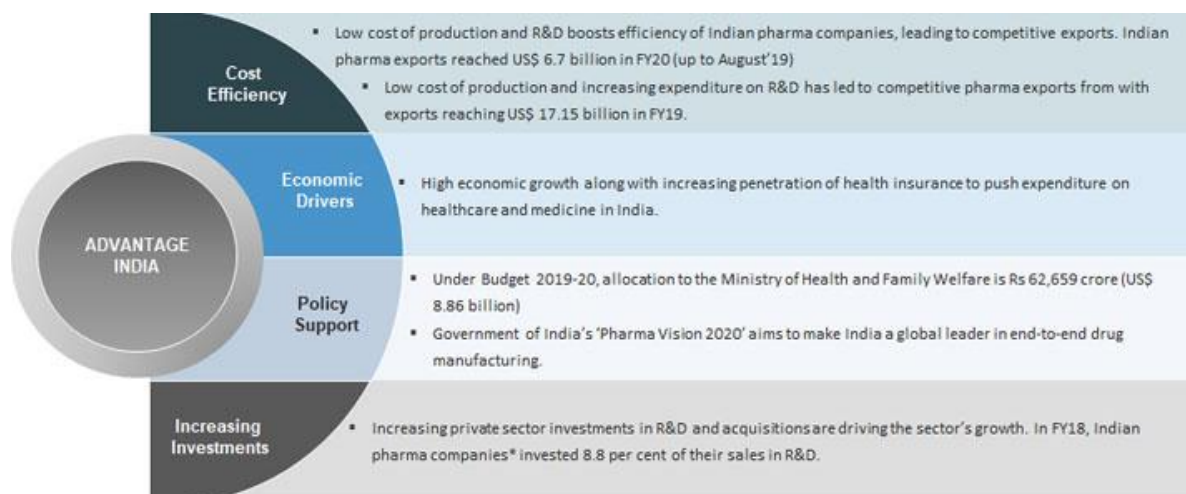 ADVANTAGE
INDIA
Cost
Efficiency
▪ Low cost of production and R&D boosts efficiency of Indian pharma companies, leading to competitive exports. Indian
pharma exports reached US$ 6.7 billion in FY20 (up to August'19)
▪ Low cost of production and increasing expenditure on R&D has led to competitive pharma exports from with
exports reaching US$ 17.15 billion in FY19.
Economic
Drivers
▪ High economic growth along with increasing penetration of health insurance to push expenditure on
healthcare and medicine in India.
Policy
Support
▪ Under Budget 2019-20, allocation to the Ministry of Health and Family Welfare is Rs 62,659 crore (US$
8.86 billion)
▪ Government of India's 'Pharma Vision 2020' aims to make India a global leader in end-to-end drug
manufacturing.
Increasing
Investments
▪ Increasing private sector investments in R&D and acquisitions are driving the sector's growth. In FY18, Indian
pharma companies* invested 8.8 per cent of their sales in R&D.